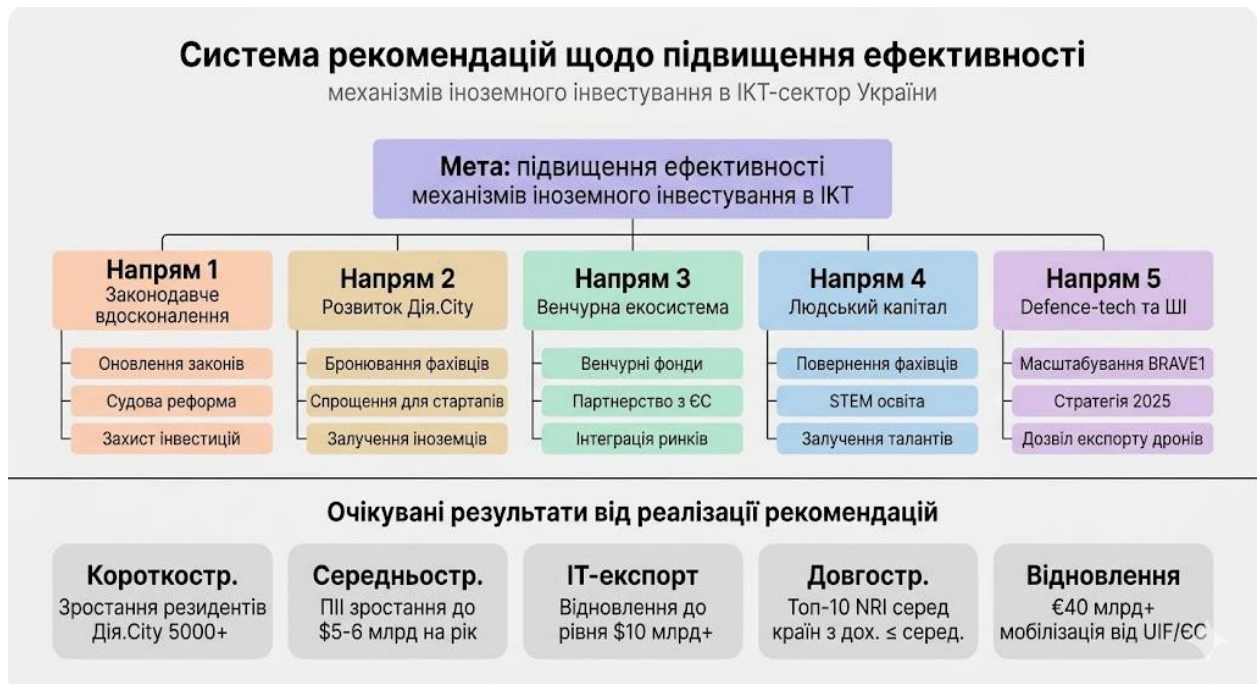 Система рекомендацій щодо підвищення ефективності
механізмів іноземного інвестування в ІКТ-сектор України
Мета: підвищення ефективності
механізмів іноземного інвестування в ІКТ
Напрям 1
Законодавче
вдосконалення
Оновлення законів
Судова реформа
Захист інвестицій
Напрям 2
Розвиток Дія.City
Бронювання фахівців
Спрощення для стартапів
Залучення іноземців
Напрям 3
Венчурна екосистема
Венчурні фонди
Партнерство з ЄС
Інтеграція ринків
Напрям 4
Людський капітал
Повернення фахівців
STEM освіта
Залучення талантів
Напрям 5
Defence-tech та ШІ
Масштабування BRAVE1
Стратегія 2025
Дозвіл експорту дронів
Очікувані результати від реалізації рекомендацій
Короткостр.
Зростання резидентів
Дія.City 5000+
Середньостр.
ПІІ зростання до
$5-6 млрд на рік
ІТ-експорт
Відновлення до
рівня $10 млрд+
Довгостр.
Топ-10 NRI серед
країн з дох. ≤ серед.
Відновлення
€40 млрд+
мобілізація від UIF/ЄС